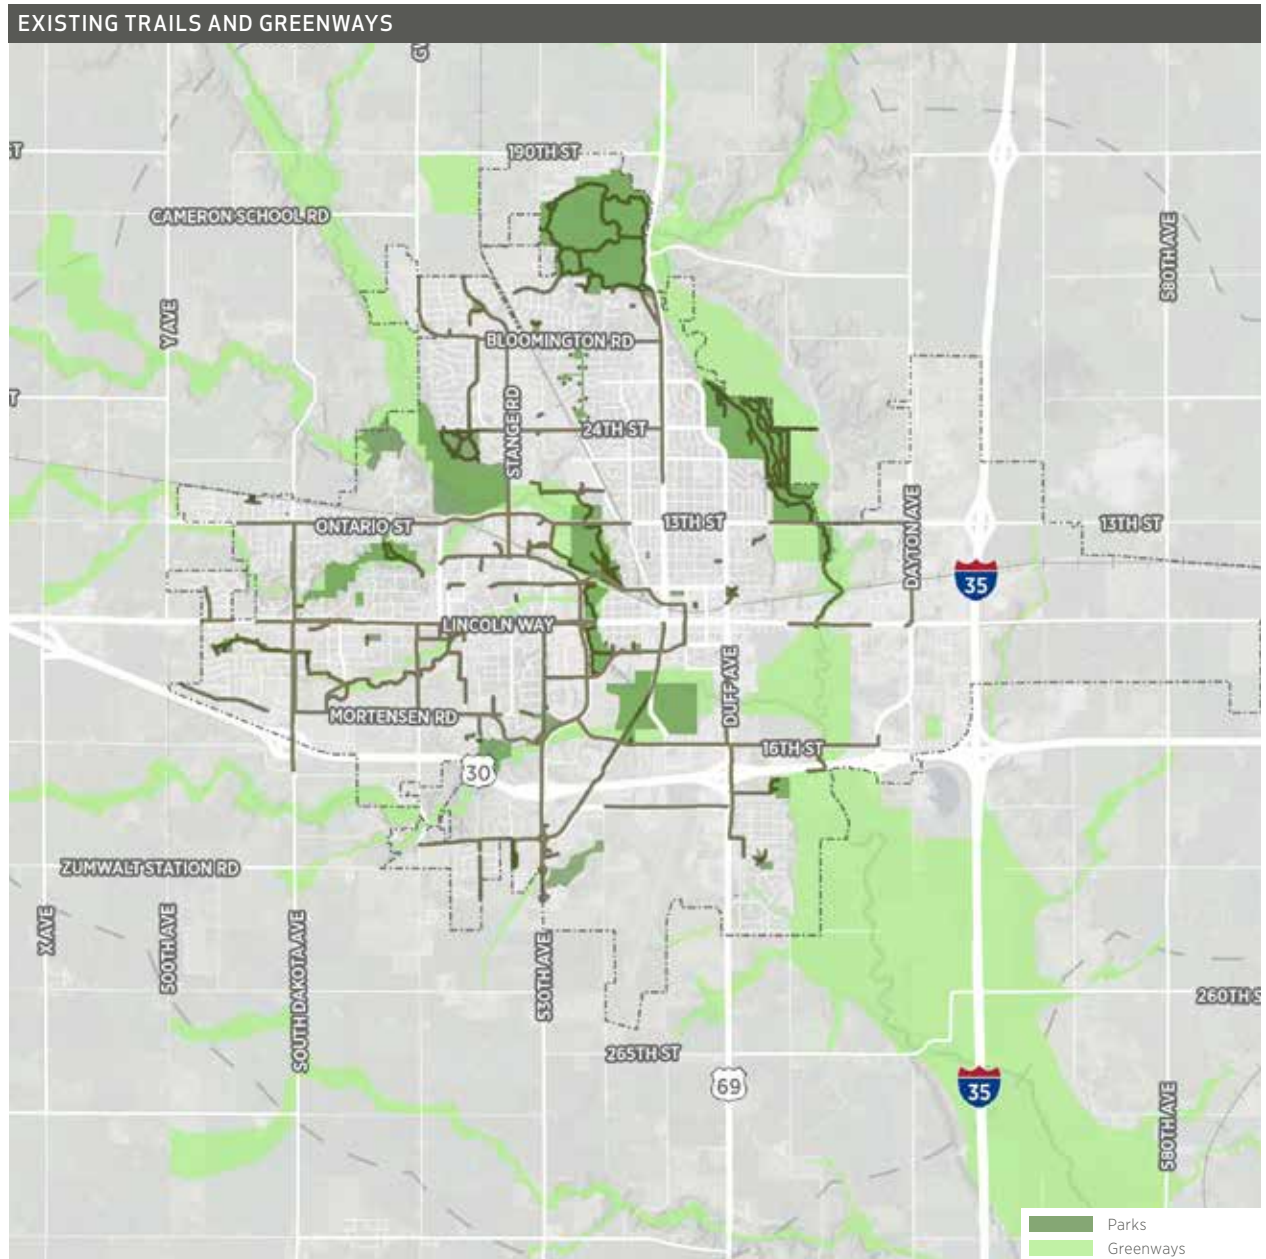 EXISTING TRAILS AND GREENWAYS
190TH ST
CAMERON SCHOOL RD
580TH AVE
Y AVE
BLOOMINGTON RD
STANGE RD
24TH ST
ONTARIO ST
13TH ST
DAYTON AVE
13TH ST
35
LINCOLN WAY
DUFF AVE
MORTENSEN RD
16TH ST
30
ZUMWALT STATION RD
X AVE
500TH AVE
SOUTH DAKOTA AVE
530TH AVE
260TH S
265TH ST
69
35
580TH AVE
Parks
Greenways